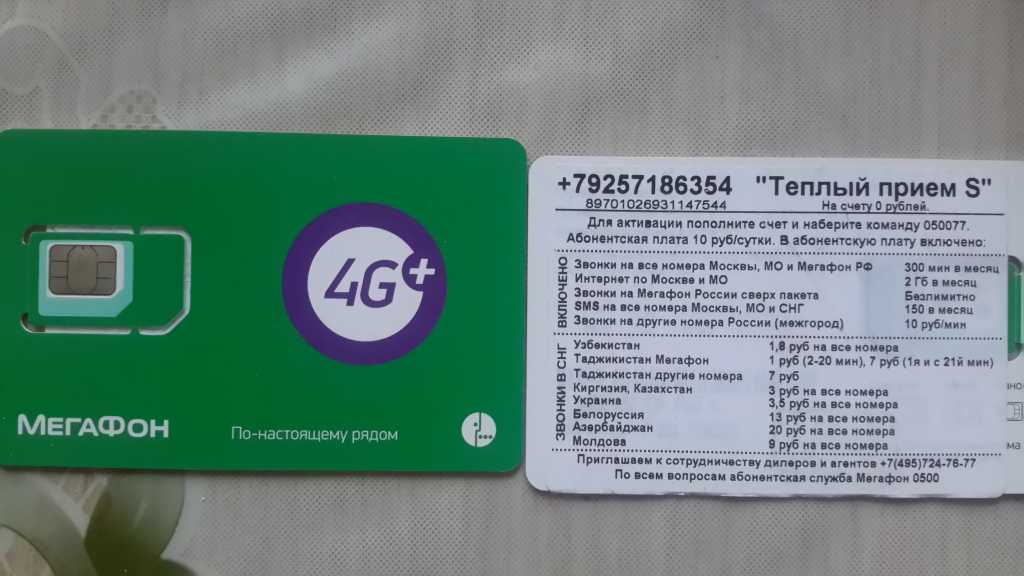 4G+
МЕГАФОН
По-настоящему рядом
+79257186354 "Теплый прием S"
89701026931147544 На счету 0 рублей.
Для активации пополните счет и наберите команду 050077.
Абонентская плата 10 руб/сутки. В абонентскую плату включено:
ВКЛЮЧЕНО
Звонки на все номера Москвы, МО и Мегафон РФ 300 мин в месяц
Интернет по Москве и МО 2 Гб в месяц
Звонки на Мегафон России сверх пакета Безлимитно
SMS на все номера Москвы, МО и СНГ 150 в месяц
Звонки на другие номера России (межгород) 10 руб/мин
ЗВОНКИ В СНГ
Узбекистан 1,8 руб на все номера
Таджикистан Мегафон 1 руб (2-20 мин), 7 руб (1я и с 21й мин)
Таджикистан другие номера 7 руб
Киргизия, Казахстан 3 руб на все номера
Украина 3,5 руб на все номера
Белоруссия 13 руб на все номера
Азербайджан 20 руб на все номера
Молдова 9 руб на все номера
Приглашаем к сотрудничеству дилеров и агентов +7(495)724-76-77
По всем вопросам абонентская служба Мегафон 0500